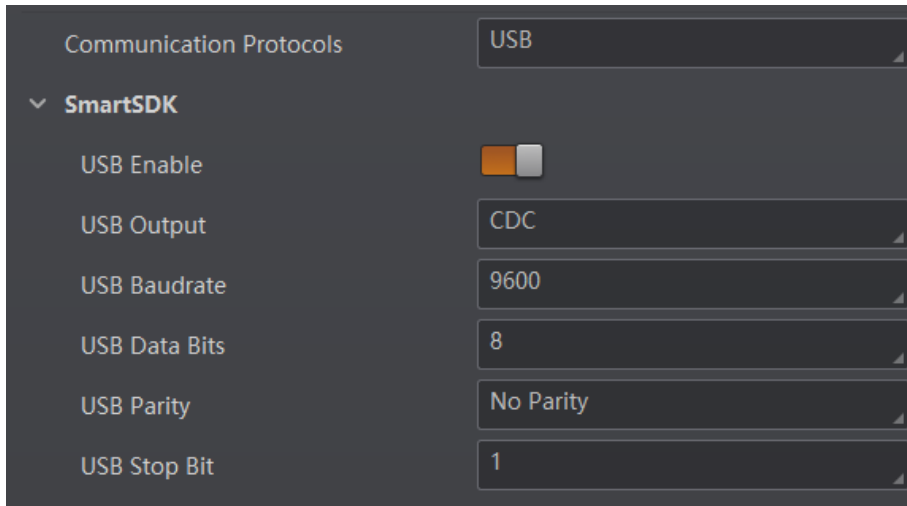 Communication Protocols USB
SmartSDK
USB Enable
USB Output CDC
USB Baudrate 9600
USB Data Bits 8
USB Parity No Parity
USB Stop Bit 1